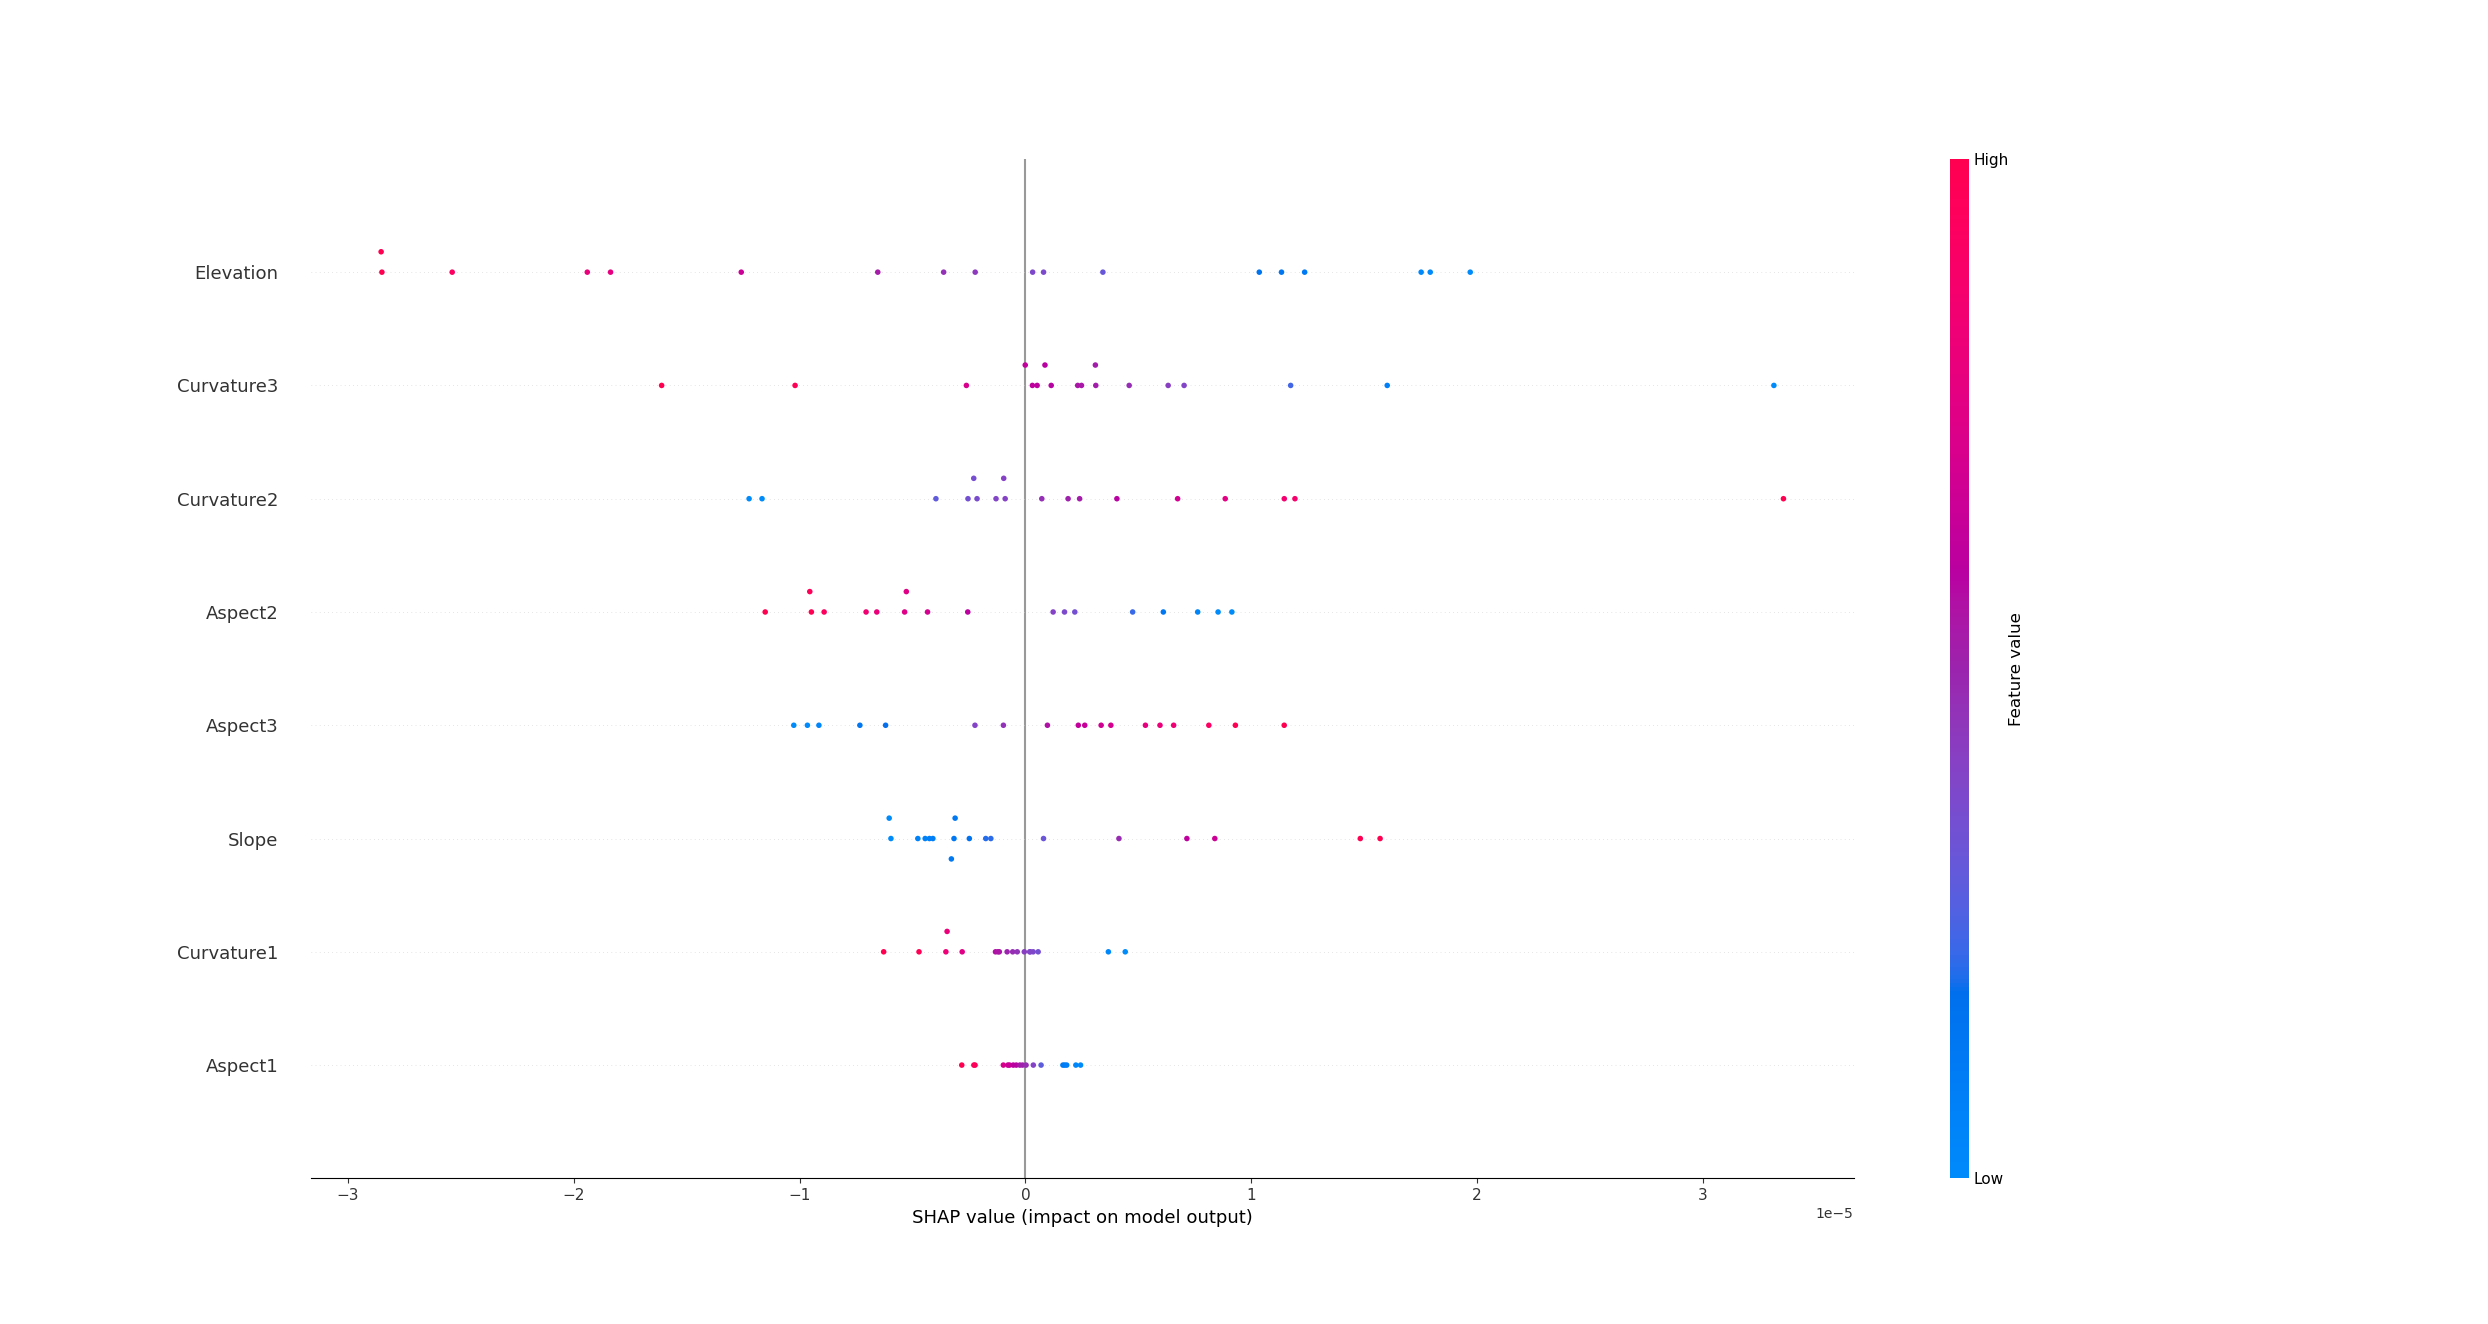 High
Elevation
Curvature3
Curvature2
Aspect2
Feature value
Aspect3
Slope
Curvature1
Aspect1
Low
−3 −2 −1 0 1 2 3
SHAP value (impact on model output)
1e−5